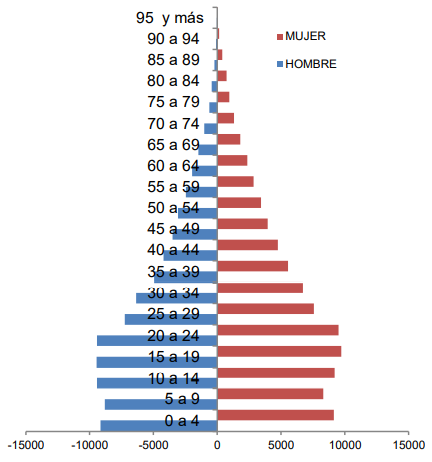 95 y más
90 a 94
MUJER
85 a 89
HOMBRE
80 a 84
75 a 79
70 a 74
65 a 69
60 a 64
55 a 59
50 a 54
45 a 49
40 a 44
35 a 39
30 a 34
25 a 29
20 a 24
15 a 19
10 a 14
5 a 9
0 a 4
-15000 -10000 -5000 0 5000 10000 15000